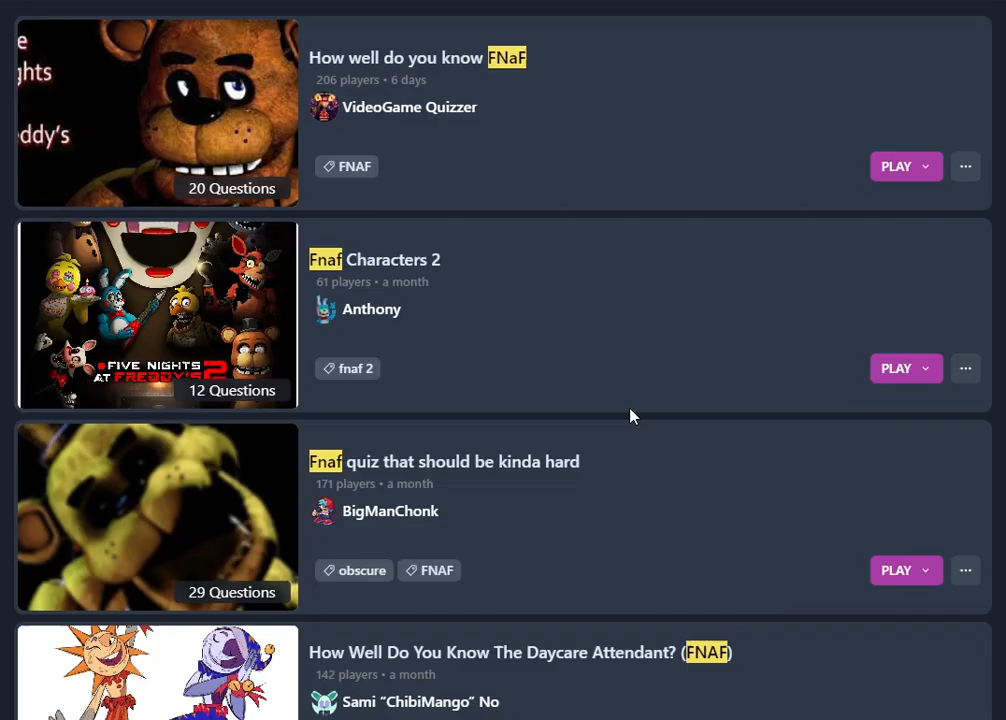 e
ghts
ddy's
20 Questions
How well do you know FNaF
206 players • 6 days
VideoGame Quizzer
FNAF
PLAY
FIVE NIGHTS
AT FREDDY'S 2
12 Questions
Fnaf Characters 2
61 players • a month
Anthony
fnaf 2
PLAY
29 Questions
Fnaf quiz that should be kinda hard
171 players • a month
BigManChonk
obscure FNAF
PLAY
How Well Do You Know The Daycare Attendant? (FNAF)
142 players • a month
Sami “ChibiMango” No